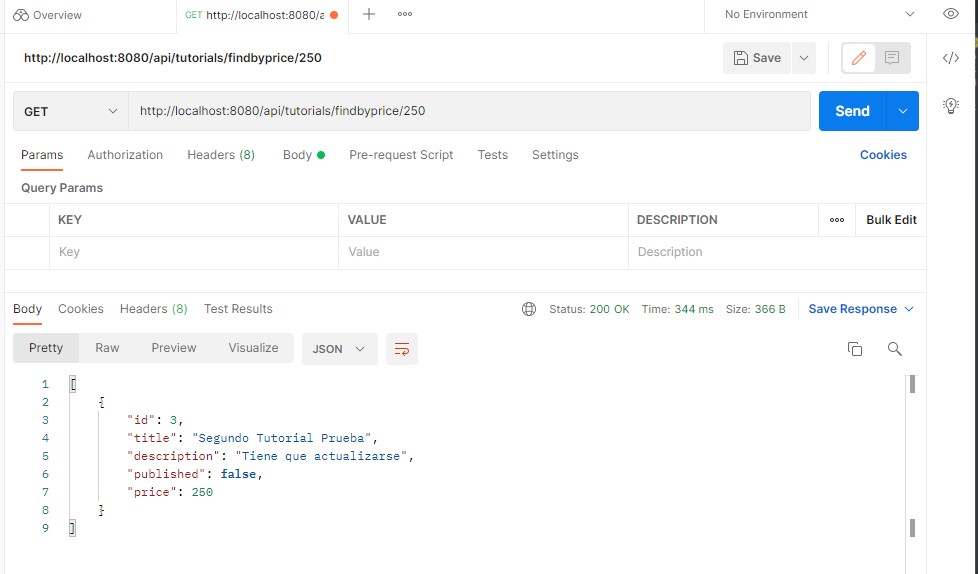 Overview
GET http://localhost:8080/a
No Environment
http://localhost:8080/api/tutorials/findbyprice/250
Save
GET
http://localhost:8080/api/tutorials/findbyprice/250
Send
Params Authorization Headers (8) Body Pre-request Script Tests Settings Cookies
Query Params
KEY VALUE DESCRIPTION Bulk Edit
Key Value Description
Body Cookies Headers (8) Test Results Status: 200 OK Time: 344 ms Size: 366 B Save Response
Pretty Raw Preview Visualize JSON
1 [
2 {
3 "id": 3,
4 "title": "Segundo Tutorial Prueba",
5 "description": "Tiene que actualizarse",
6 "published": false,
7 "price": 250
8 }
9 ]